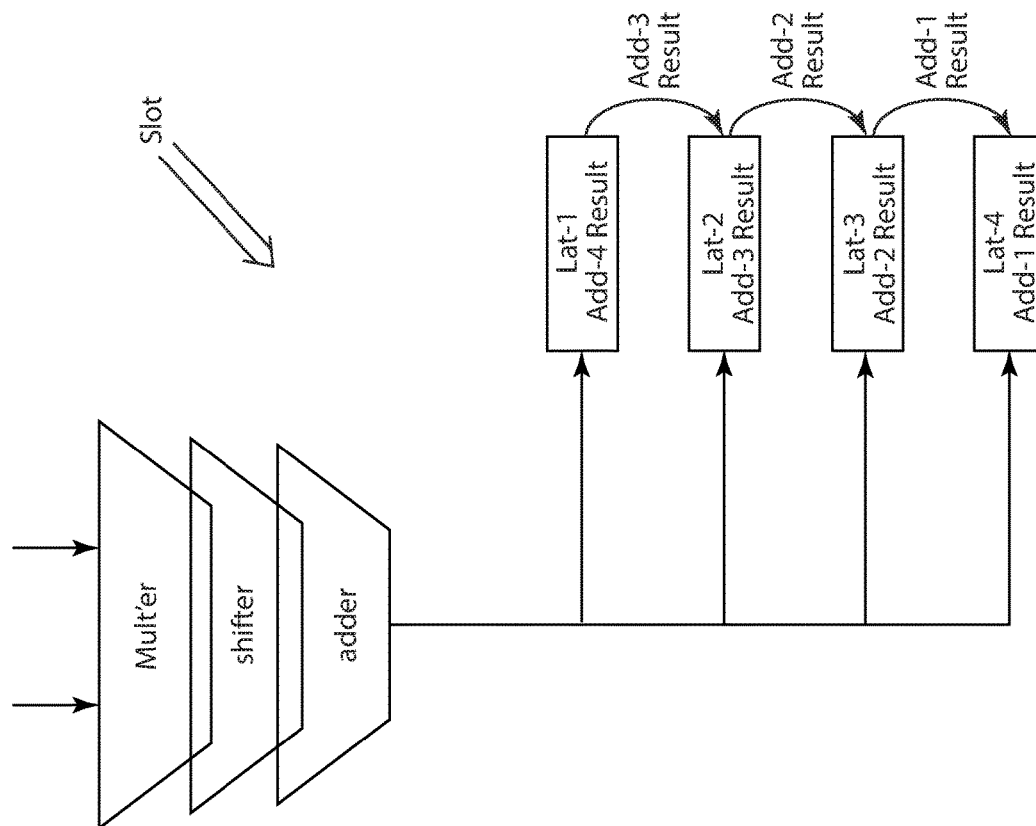 Slot
Mult'er
shifter
adder
Lat-1
Add-4 Result
Add-3
Result
Lat-2
Add-3 Result
Add-2
Result
Lat-3
Add-2 Result
Add-1
Result
Lat-4
Add-1 Result